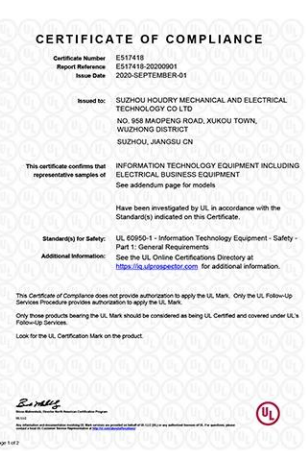 CERTIFICATE OF COMPLIANCE
Certificate Number E517418
Report Reference E517418-20200901
Issue Date 2020-SEPTEMBER-01
Issued to: SUZHOU HOUDRY MECHANICAL AND ELECTRICAL
TECHNOLOGY CO LTD
NO. 958 MAOPENG ROAD, XUKOU TOWN,
WUZHONG DISTRICT
SUZHOU, JIANGSU CN
This certificate confirms that INFORMATION TECHNOLOGY EQUIPMENT INCLUDING
representative samples of ELECTRICAL BUSINESS EQUIPMENT
See addendum page for models
Have been investigated by UL in accordance with the
Standard(s) indicated on this Certificate.
Standard(s) for Safety: UL 60950-1 - Information Technology Equipment - Safety -
Part 1: General Requirements
Additional Information: See the UL Online Certifications Directory at
https://iq.ulprospector.com for additional information.
This Certificate of Compliance does not provide authorization to apply the UL Mark. Only the UL Follow-Up
Services Procedure provides authorization to apply the UL Mark.
Only those products bearing the UL Mark should be considered as being UL Certified and covered under UL's
Follow-Up Services.
Look for the UL Certification Mark on the product.
UL
Page 1 of 2